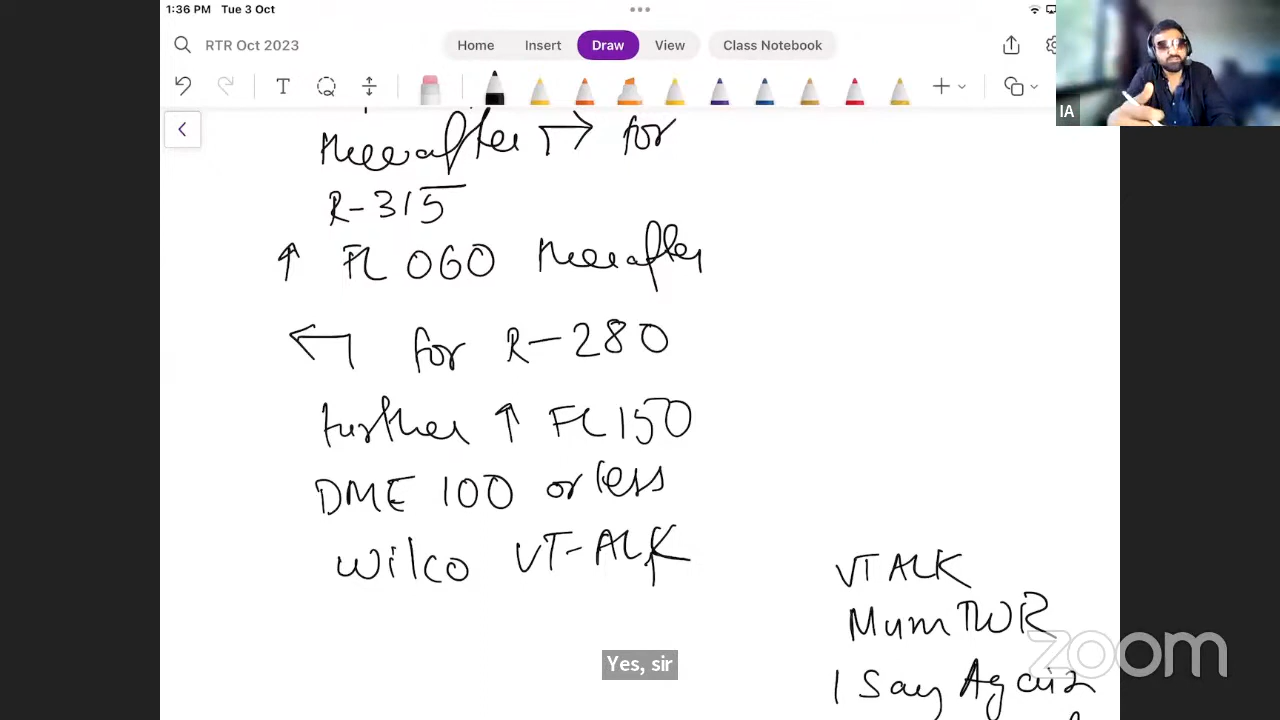 1:36 PM Tue 3 Oct
RTR Oct 2023
Home Insert Draw View Class Notebook
IA
thereafter ↱ for
R-315
↑ FL 060 thereafter
↰ for R-280
further ↑ FL 150
DME 100 or less
Wilco VT-ALK
VT ALK
Mum TWR
I Say Again
Yes, sir
zoom